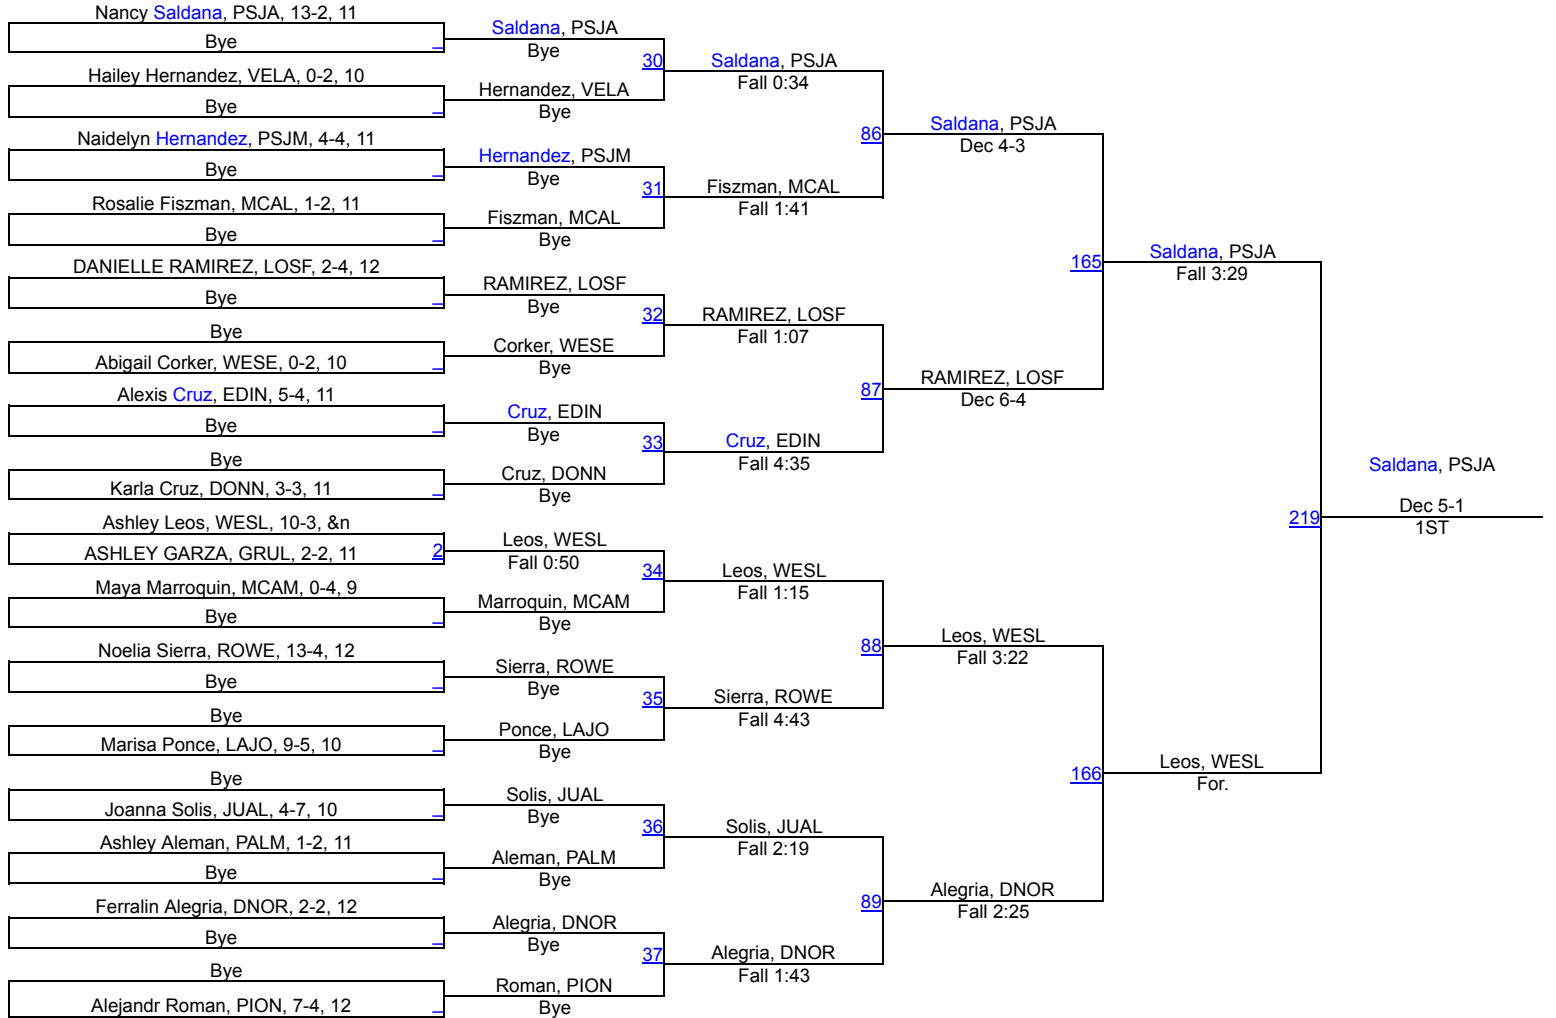 Nancy Saldana, PSJA, 13-2, 11
Bye
Hailey Hernandez, VELA, 0-2, 10
Bye
Naidelyn Hernandez, PSJM, 4-4, 11
Bye
Rosalie Fiszman, MCAL, 1-2, 11
Bye
DANIELLE RAMIREZ, LOSF, 2-4, 12
Bye
Bye
Abigail Corker, WESE, 0-2, 10
Alexis Cruz, EDIN, 5-4, 11
Bye
Bye
Karla Cruz, DONN, 3-3, 11
Ashley Leos, WESL, 10-3, &n
ASHLEY GARZA, GRUL, 2-2, 11
2
Maya Marroquin, MCAM, 0-4, 9
Bye
Noelia Sierra, ROWE, 13-4, 12
Bye
Bye
Marisa Ponce, LAJO, 9-5, 10
Bye
Joanna Solis, JUAL, 4-7, 10
Ashley Aleman, PALM, 1-2, 11
Bye
Ferralin Alegria, DNOR, 2-2, 12
Bye
Bye
Alejandr Roman, PION, 7-4, 12
Saldana, PSJA
Bye
30
Hernandez, VELA
Bye
Hernandez, PSJM
Bye
31
Fiszman, MCAL
Bye
RAMIREZ, LOSF
Bye
32
Corker, WESE
Bye
Cruz, EDIN
Bye
33
Cruz, DONN
Bye
Leos, WESL
Fall 0:50
34
Marroquin, MCAM
Bye
Sierra, ROWE
Bye
35
Ponce, LAJO
Bye
Solis, JUAL
Bye
36
Aleman, PALM
Bye
Alegria, DNOR
Bye
37
Roman, PION
Bye
Saldana, PSJA
Fall 0:34
86
Fiszman, MCAL
Fall 1:41
RAMIREZ, LOSF
Fall 1:07
87
Cruz, EDIN
Fall 4:35
Leos, WESL
Fall 1:15
88
Sierra, ROWE
Fall 4:43
Solis, JUAL
Fall 2:19
89
Alegria, DNOR
Fall 1:43
Saldana, PSJA
Dec 4-3
165
RAMIREZ, LOSF
Dec 6-4
Leos, WESL
Fall 3:22
166
Alegria, DNOR
Fall 2:25
Saldana, PSJA
Fall 3:29
219
Leos, WESL
For.
Saldana, PSJA
Dec 5-1
1ST